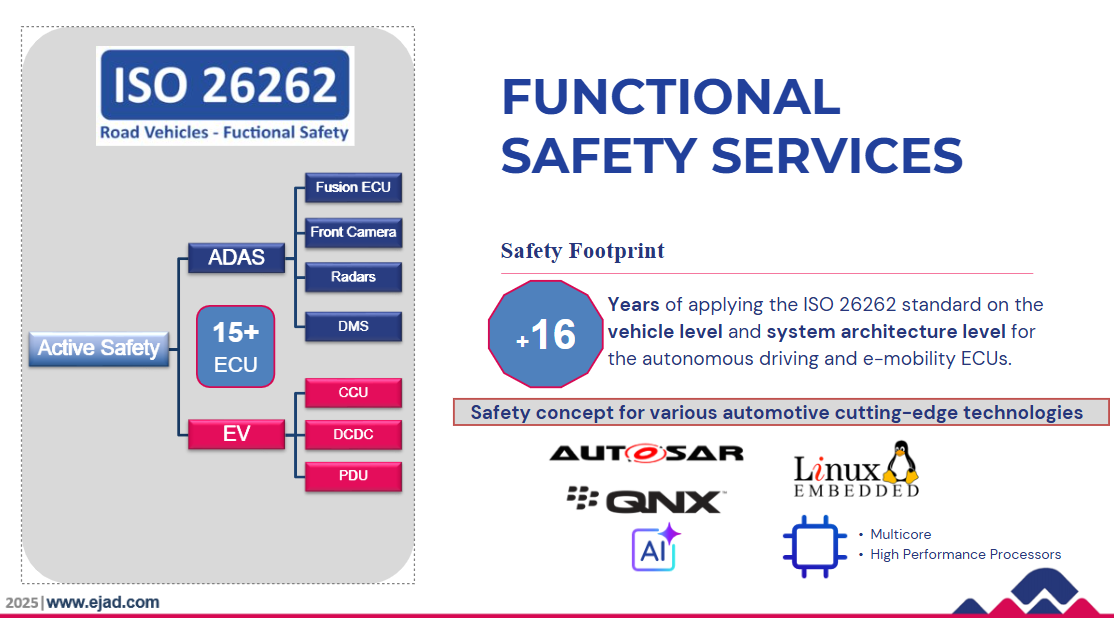 ISO 26262
Road Vehicles - Fuctional Safety
Active Safety
ADAS
15+
ECU
EV
Fusion ECU
Front Camera
Radars
DMS
CCU
DCDC
PDU
FUNCTIONAL
SAFETY SERVICES
Safety Footprint
+16
Years of applying the ISO 26262 standard on the
vehicle level and system architecture level for
the autonomous driving and e-mobility ECUs.
Safety concept for various automotive cutting-edge technologies
AUTOSAR
Linux
EMBEDDED
QNX
AI
• Multicore
• High Performance Processors
2025|www.ejad.com